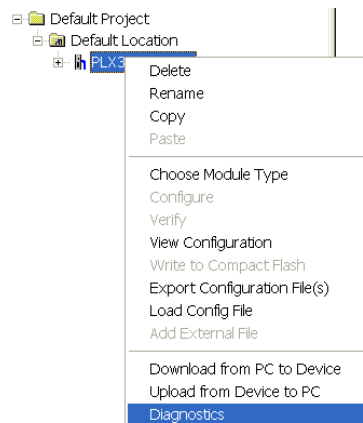 Default Project
Default Location
PLX3
Delete
Rename
Copy
Paste
Choose Module Type
Configure
Verify
View Configuration
Write to Compact Flash
Export Configuration File(s)
Load Config File
Add External File
Download from PC to Device
Upload from Device to PC
Diagnostics